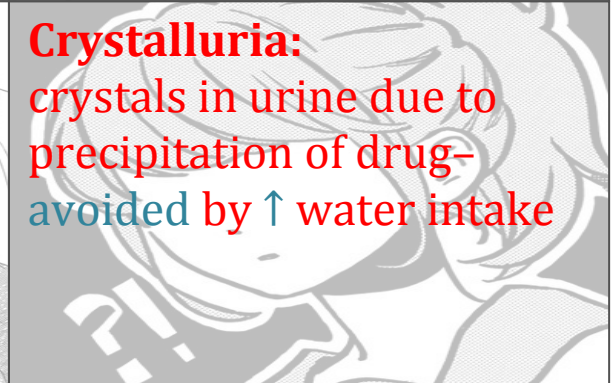 Crystalluria:
crystals in urine due to
precipitation of drug–
avoided by ↑ water intake
?!